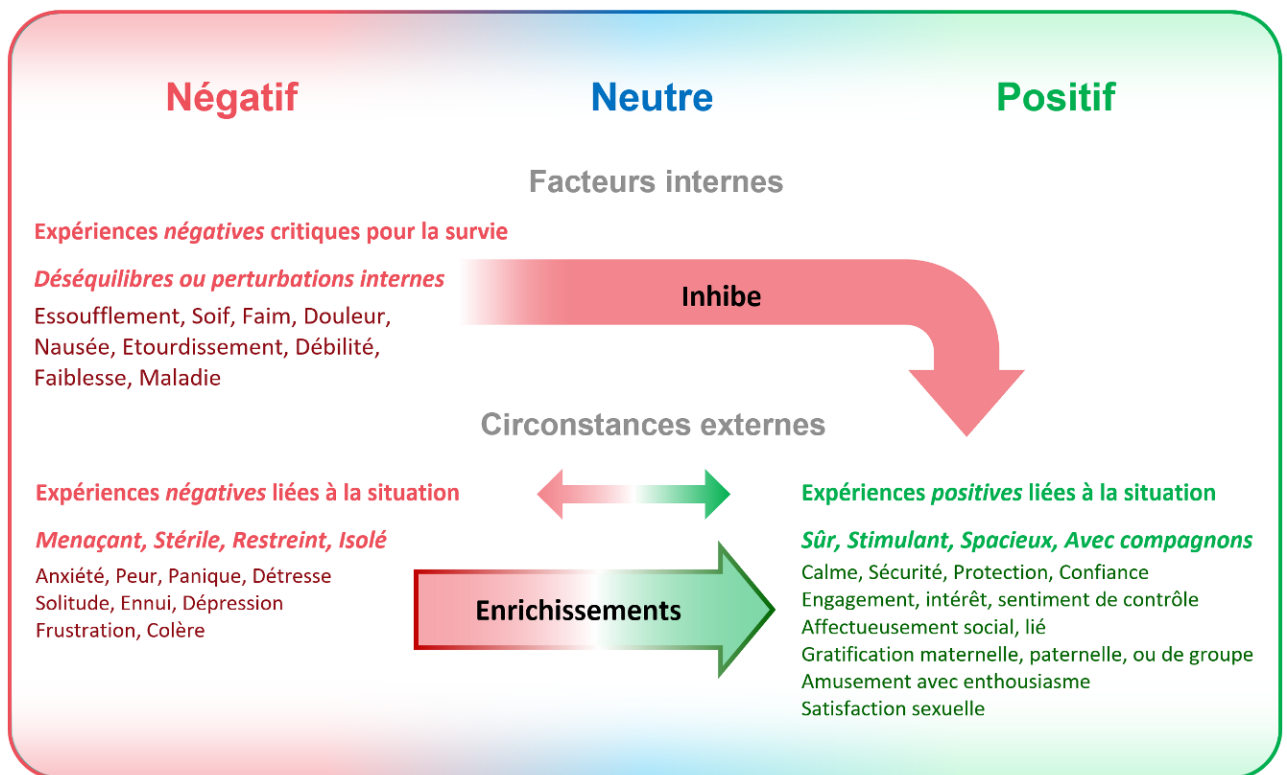 Négatif
Neutre
Positif
Facteurs internes
Expériences négatives critiques pour la survie
Déséquilibres ou perturbations internes
Essoufflement, Soif, Faim, Douleur,
Nausée, Etourdissement, Débilité,
Faiblesse, Maladie
Inhibe
Circonstances externes
Expériences négatives liées à la situation
Menaçant, Stérile, Restreint, Isolé
Anxiété, Peur, Panique, Détresse
Solitude, Ennui, Dépression
Frustration, Colère
Enrichissements
Expériences positives liées à la situation
Sûr, Stimulant, Spacieux, Avec compagnons
Calme, Sécurité, Protection, Confiance
Engagement, intérêt, sentiment de contrôle
Affectueusement social, lié
Gratification maternelle, paternelle, ou de groupe
Amusement avec enthousiasme
Satisfaction sexuelle